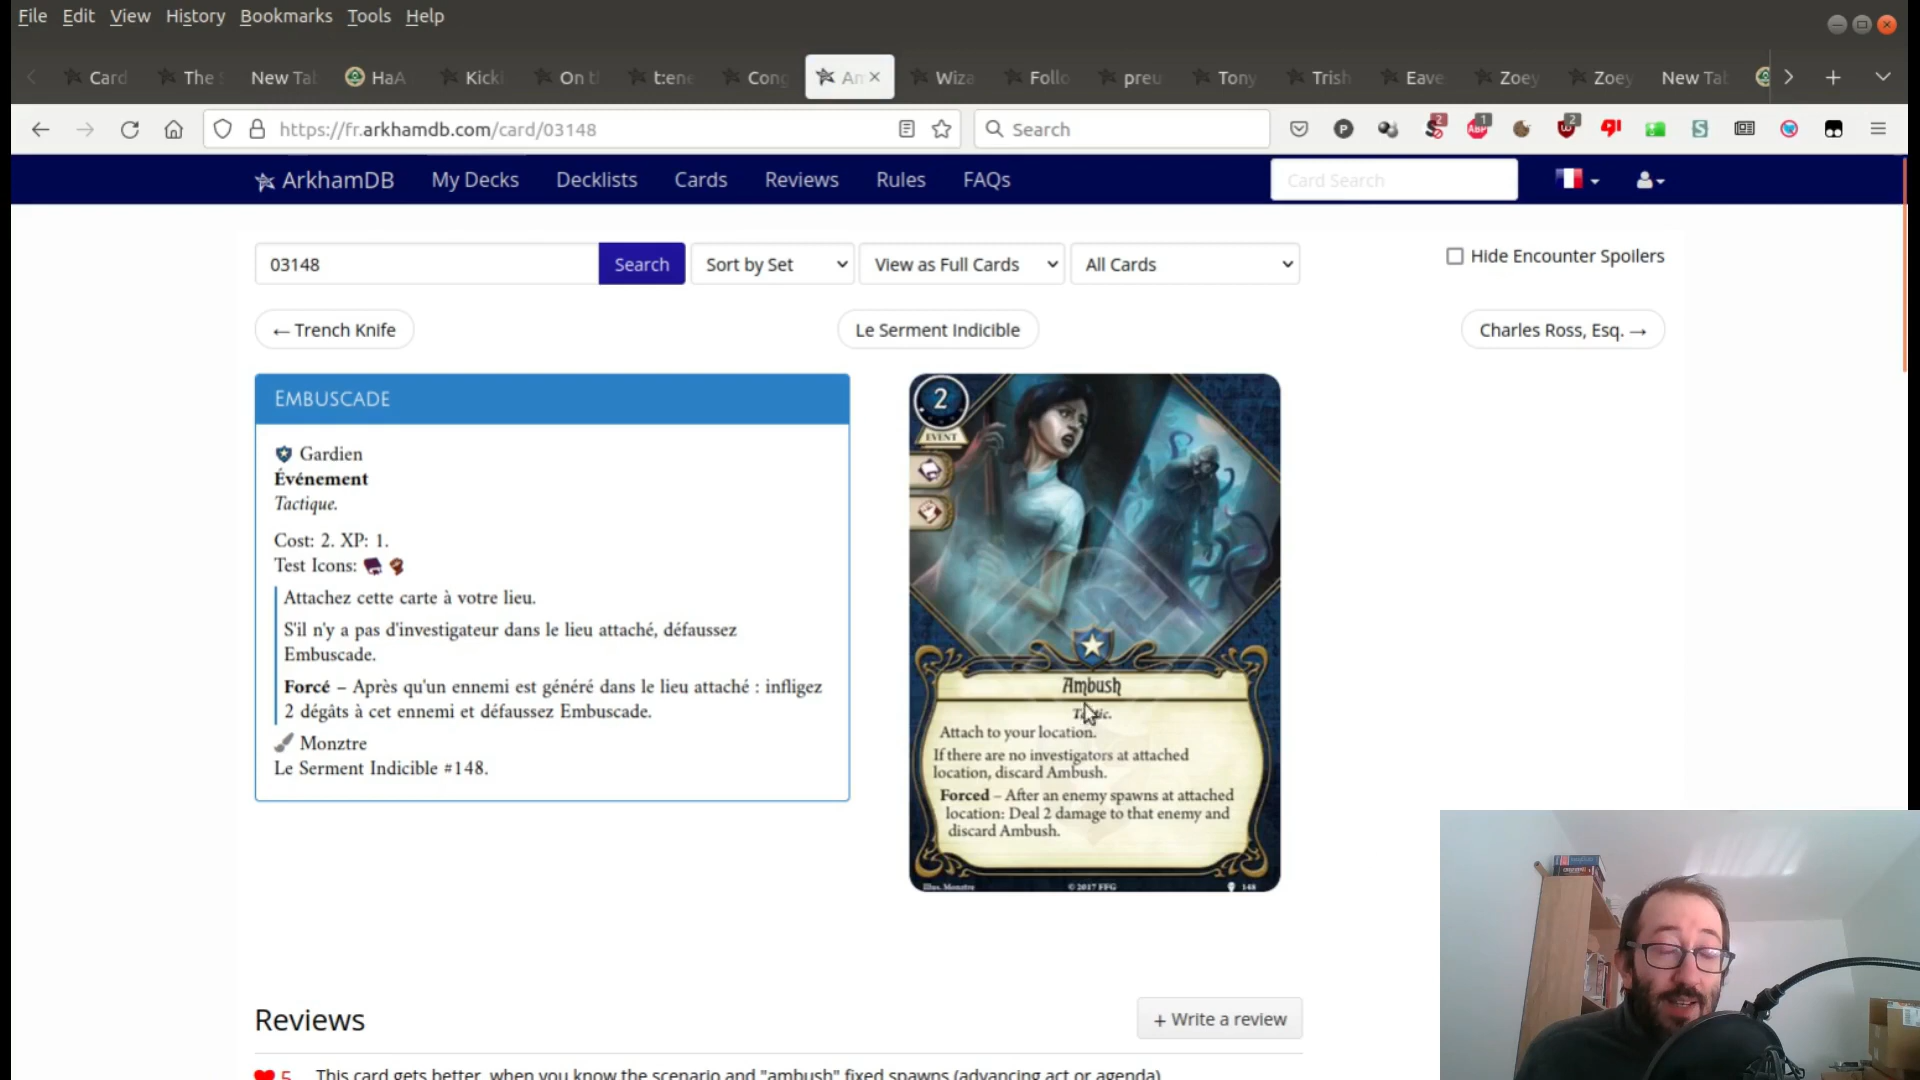 File Edit View History Bookmarks Tools Help
Card The New Tab HaA Kick On t t:ene Cong An Wiza Follo preu Tony Trish Eave Zoey Zoey New Tab
https://fr.arkhamdb.com/card/03148 Search
ArkhamDB My Decks Decklists Cards Reviews Rules FAQs Card Search
03148 Search Sort by Set View as Full Cards All Cards Hide Encounter Spoilers
← Trench Knife Le Serment Indicible Charles Ross, Esq. →
EMBUSCADE
Gardien
Événement
Tactique.
Cost: 2. XP: 1.
Test Icons:
Attachez cette carte à votre lieu.
S'il n'y a pas d'investigateur dans le lieu attaché, défaussez
Embuscade.
Forcé – Après qu'un ennemi est généré dans le lieu attaché : infligez
2 dégâts à cet ennemi et défaussez Embuscade.
Monztre
Le Serment Indicible #148.
2
EVENT
Ambush
Attach to your location.
If there are no investigators at attached
location, discard Ambush.
Forced – After an enemy spawns at attached
location: Deal 2 damage to that enemy and
discard Ambush.
Illus. Monztre © 2017 FFG 148
Reviews + Write a review
5 This card gets better, when you know the scenario and "ambush" fixed spawns (advancing act or agenda)